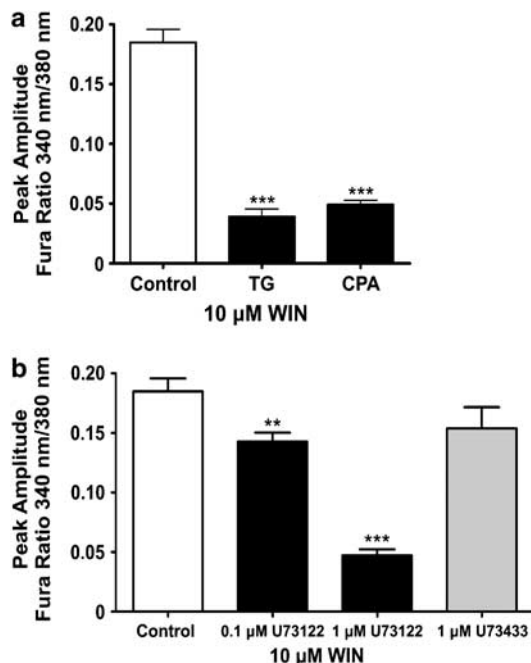 a
Peak Amplitude
Fura Ratio 340 nm/380 nm
0.20
0.15
0.10
0.05
0
*** ***
Control TG CPA
10 µM WIN
b
Peak Amplitude
Fura Ratio 340 nm/380 nm
0.20
0.15
0.10
0.05
0
**
***
Control 0.1 µM U73122 1 µM U73122 1 µM U73433
10 µM WIN